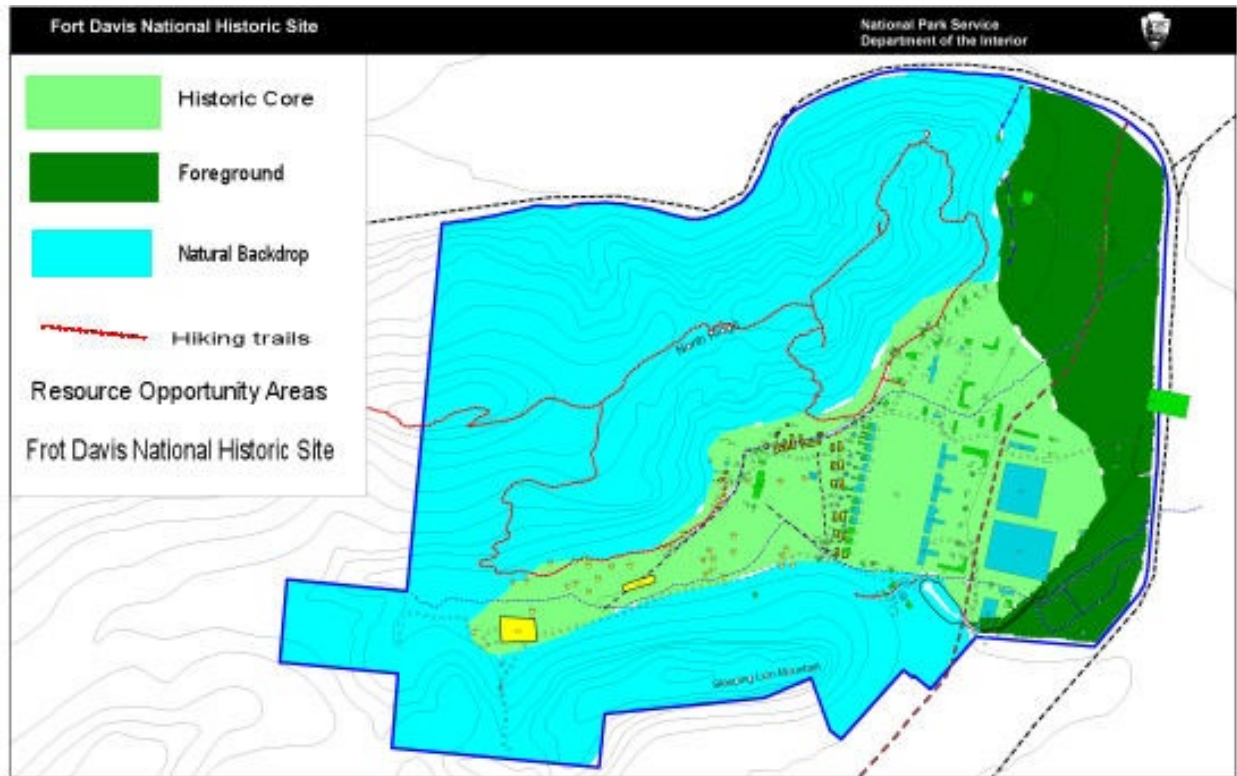 Fort Davis National Historic Site
National Park Service
Department of the Interior
Historic Core
Foreground
Natural Backdrop
Hiking trails
Resource Opportunity Areas
Frot Davis National Historic Site
North Ridge
Sleeping Lion Mountain